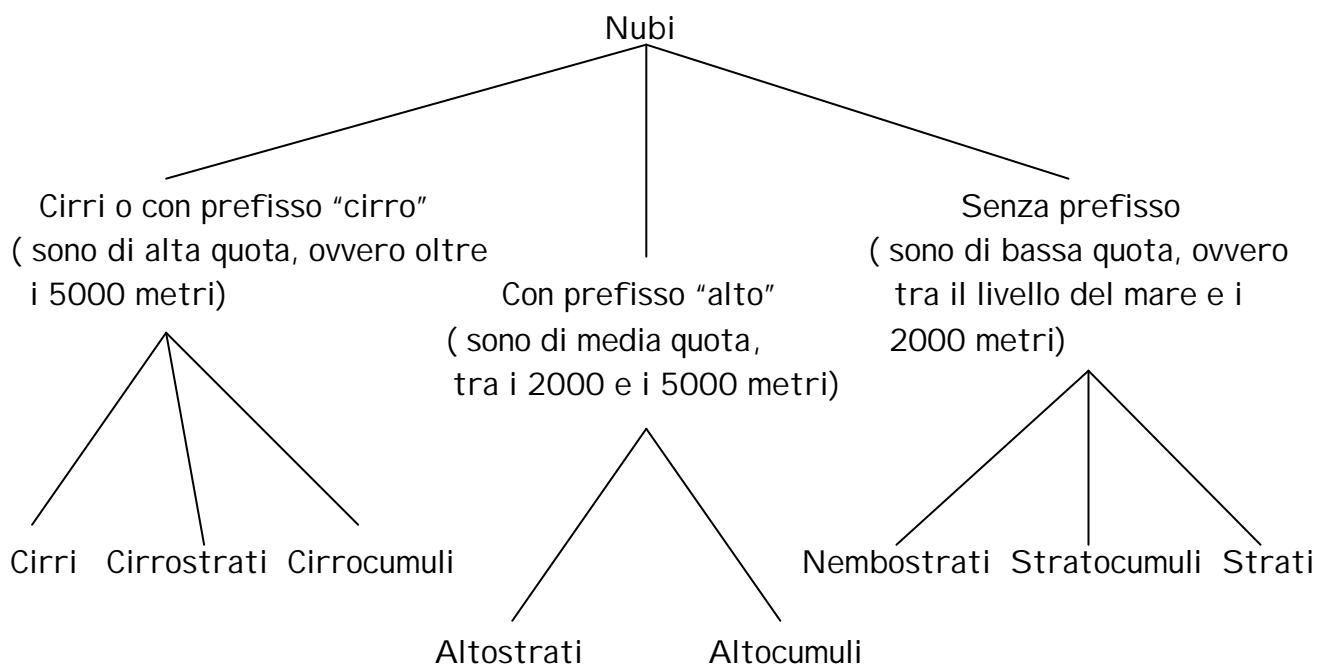 Nubi
Cirri o con prefisso “cirro”
( sono di alta quota, ovvero oltre
i 5000 metri)
Con prefisso “alto”
( sono di media quota,
tra i 2000 e i 5000 metri)
Senza prefisso
( sono di bassa quota, ovvero
tra il livello del mare e i
2000 metri)
Cirri Cirrostrati Cirrocumuli
Altostrati Altocumuli
Nembostrati Stratocumuli Strati